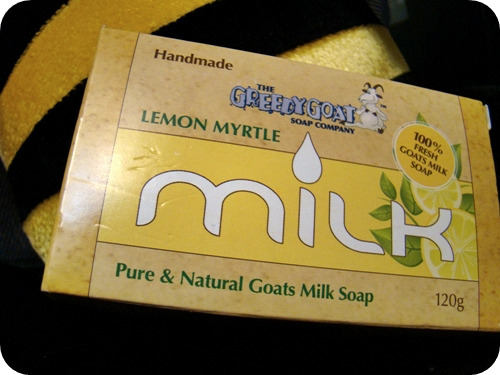 Handmade
THE
GREEDY GOAT
SOAP COMPANY
LEMON MYRTLE
100%
FRESH
GOATS MILK
SOAP
MILK
Pure & Natural Goats Milk Soap
120g